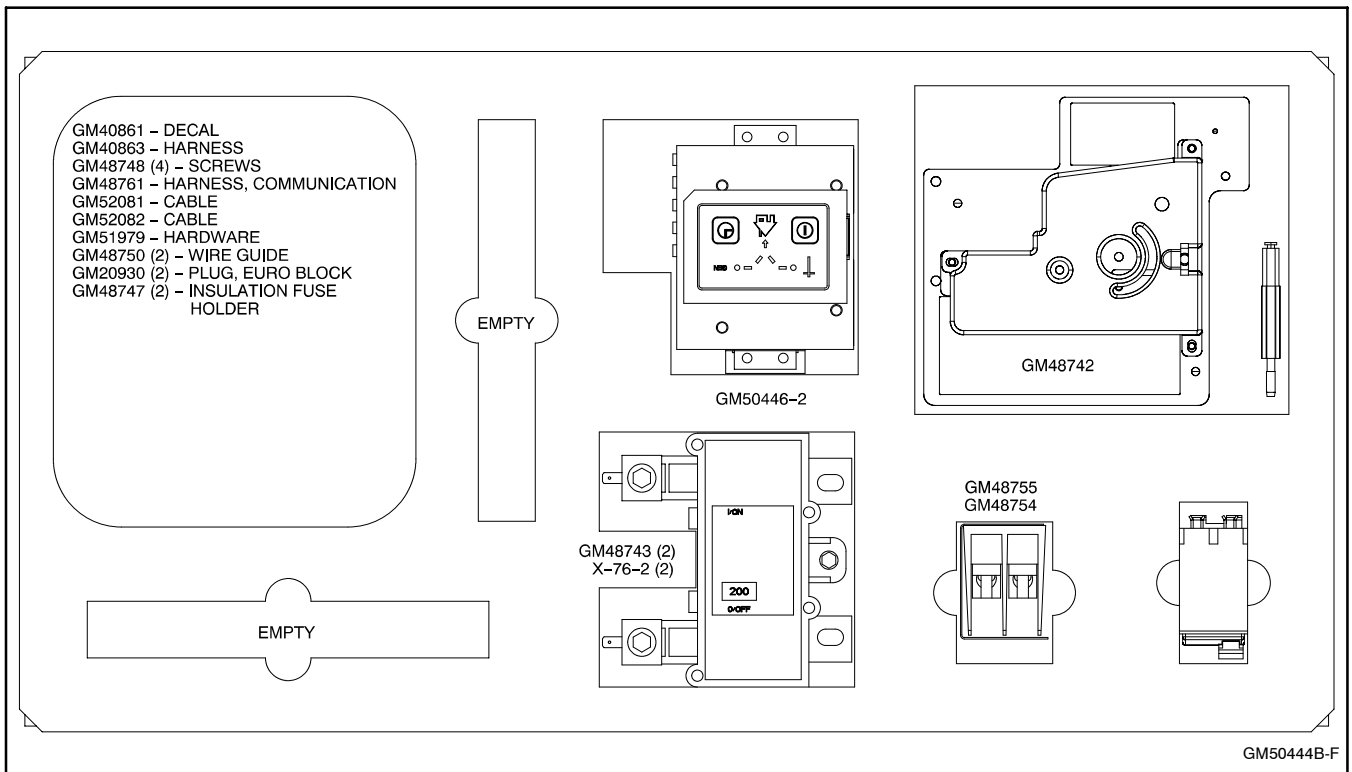 GM40861 – DECAL
GM40863 – HARNESS
GM48748 (4) – SCREWS
GM48761 – HARNESS, COMMUNICATION
GM52081 – CABLE
GM52082 – CABLE
GM51979 – HARDWARE
GM48750 (2) – WIRE GUIDE
GM20930 (2) – PLUG, EURO BLOCK
GM48747 (2) – INSULATION FUSE
HOLDER
EMPTY
GM50446–2
GM48742
GM48743 (2)
X–76–2 (2)
I/ON
200
O/OFF
GM48755
GM48754
EMPTY
GM50444B-F